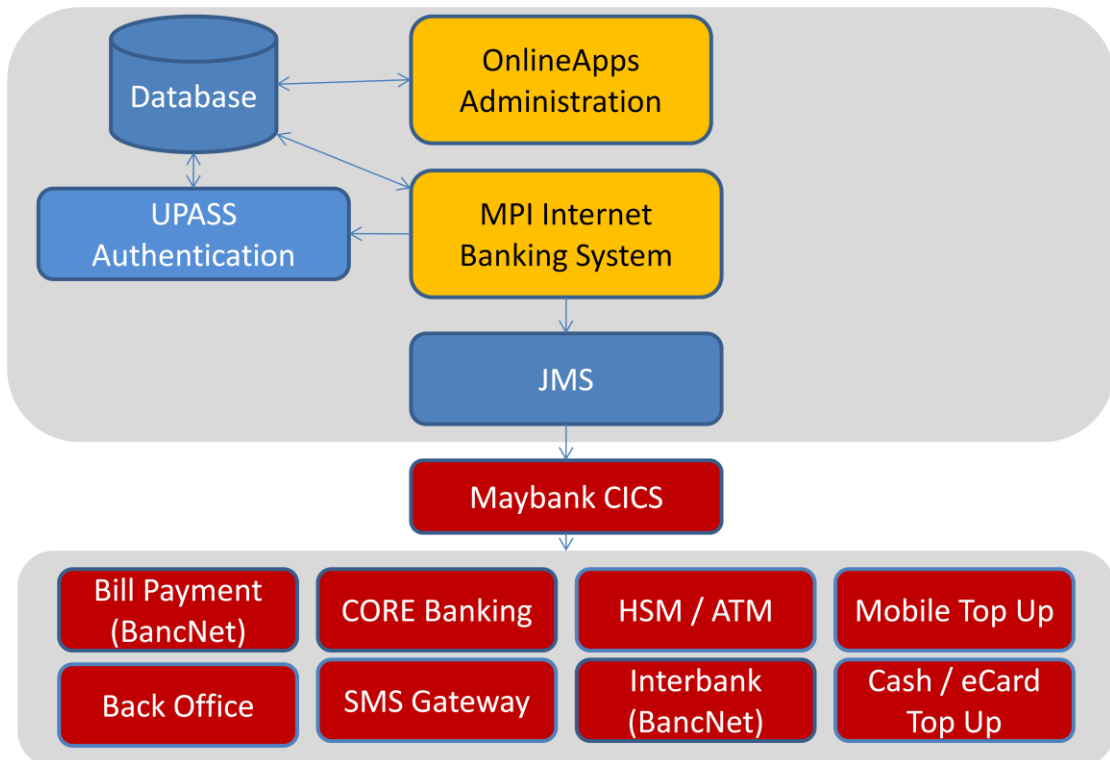 Database
OnlineApps
Administration
UPASS
Authentication
MPI Internet
Banking System
JMS
Maybank CICS
Bill Payment
(BancNet)
CORE Banking
HSM / ATM
Mobile Top Up
Back Office
SMS Gateway
Interbank
(BancNet)
Cash / eCard
Top Up